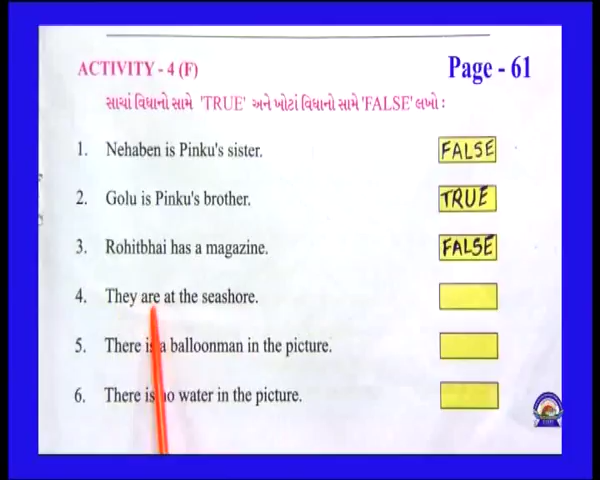 ACTIVITY - 4 (F) Page - 61
સાચાં વિધાનો સામે 'TRUE' અને ખોટાં વિધાનો સામે 'FALSE' લખો :
1. Nehaben is Pinku's sister. FALSE
2. Golu is Pinku's brother. TRUE
3. Rohitbhai has a magazine. FALSE
4. They are at the seashore.
5. There is a balloonman in the picture.
6. There is no water in the picture.